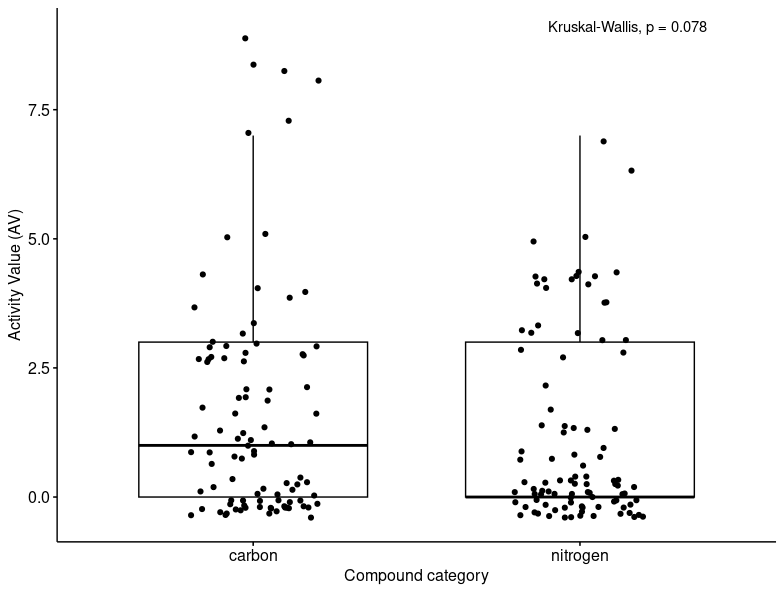 Kruskal-Wallis, p = 0.078
Activity Value (AV)
7.5
5.0
2.5
0.0
carbon
nitrogen
Compound category